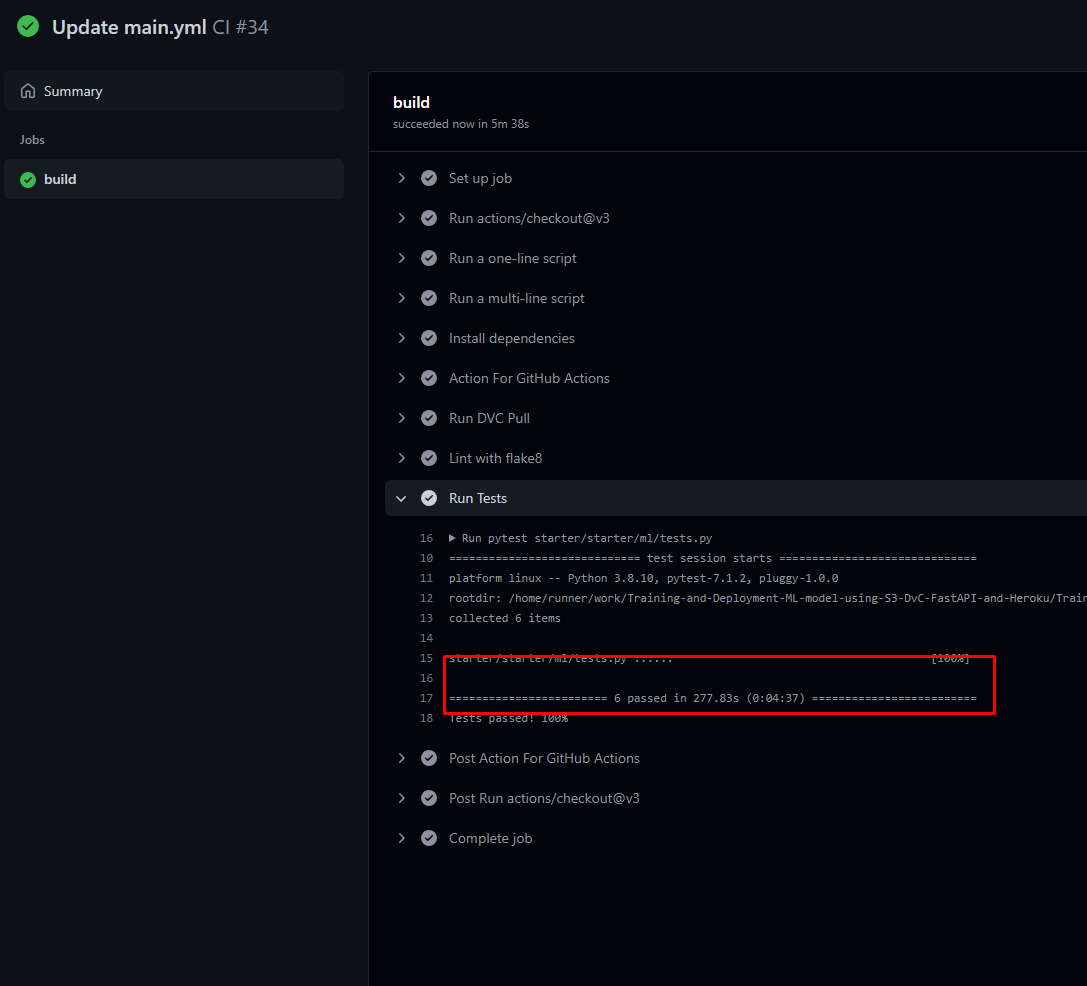 Update main.yml CI #34
Summary
Jobs
build
build
succeeded now in 5m 38s
Set up job
Run actions/checkout@v3
Run a one-line script
Run a multi-line script
Install dependencies
Action For GitHub Actions
Run DVC Pull
Lint with flake8
Run Tests
16 ▶ Run pytest starter/starter/ml/tests.py
10 ============================= test session starts ==============================
11 platform linux -- Python 3.8.10, pytest-7.1.2, pluggy-1.0.0
12 rootdir: /home/runner/work/Training-and-Deployment-ML-model-using-S3-DvC-FastAPI-and-Heroku/Train
13 collected 6 items
14
15 starter/starter/ml/tests.py ...... [100%]
16
17 ======================== 6 passed in 277.83s (0:04:37) =========================
18 Tests passed! 100%
Post Action For GitHub Actions
Post Run actions/checkout@v3
Complete job